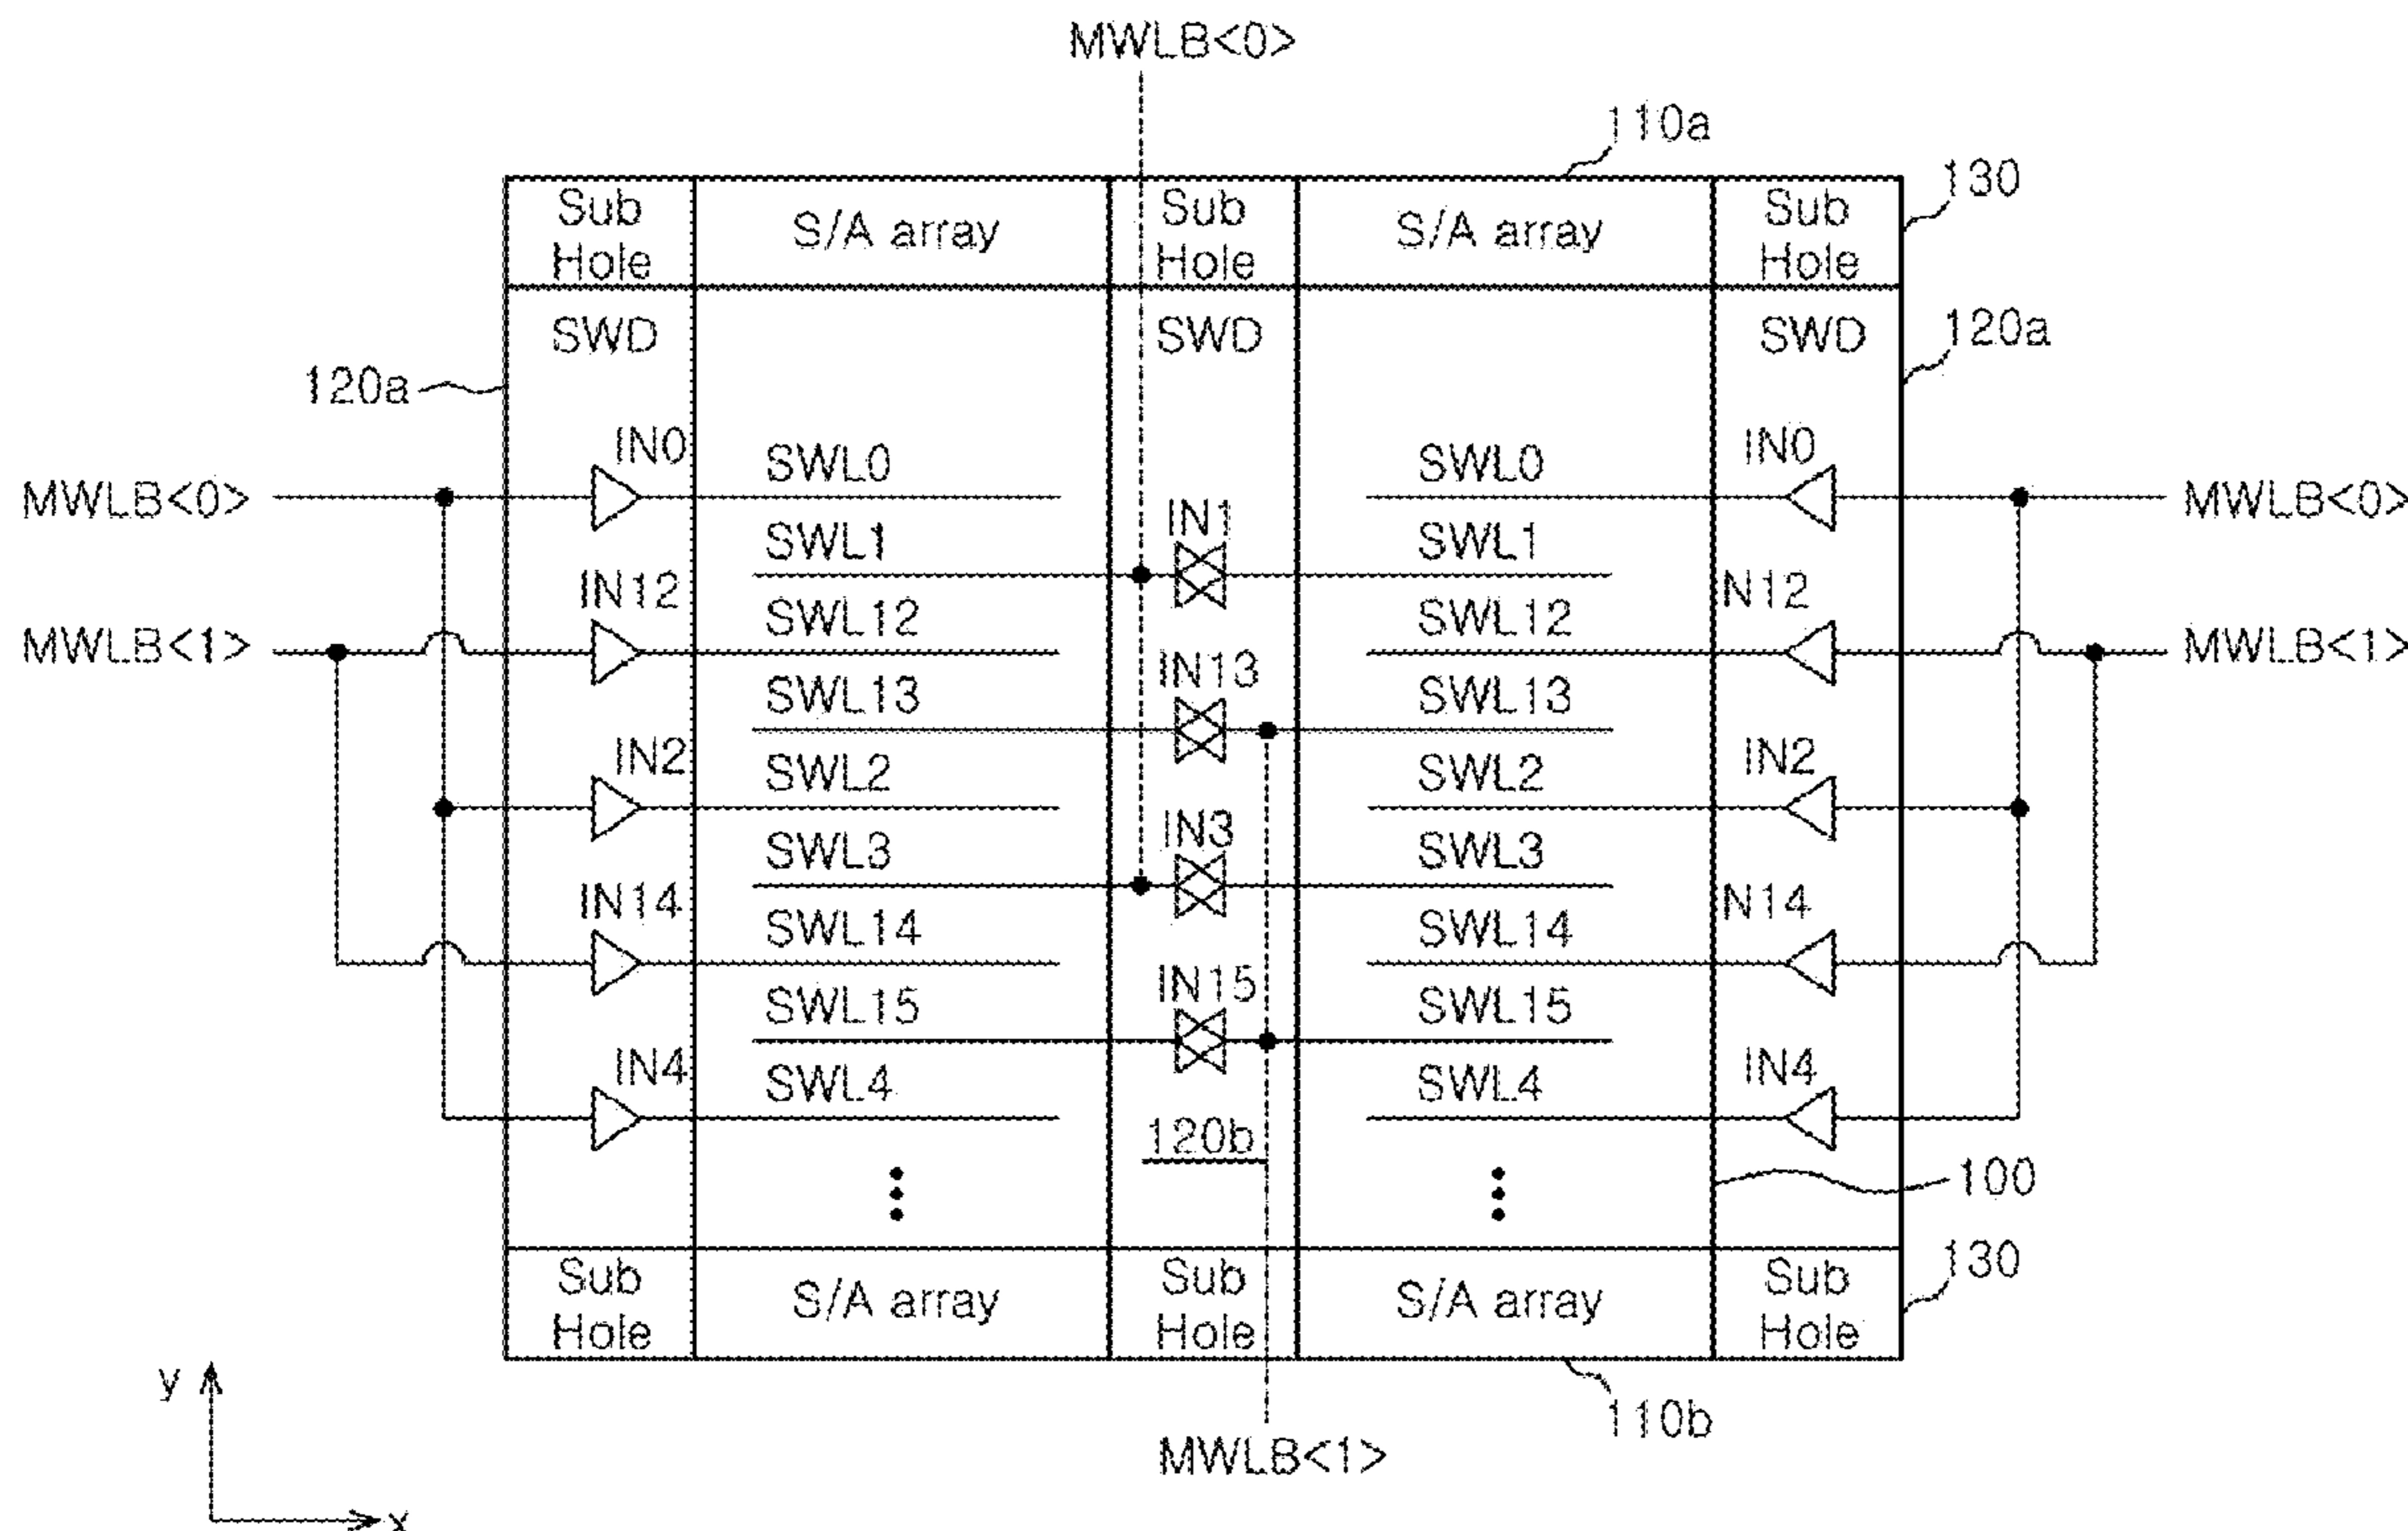 MWLB<0>
110a
130
Sub Hole
S/A array
Sub Hole
S/A array
Sub Hole
SWD
SWD
SWD
120a
120a
IN0
SWL0
SWL0
IN0
MWLB<0>
MWLB<0>
IN1
SWL1
SWL1
IN12
SWL12
SWL12
N12
MWLB<1>
MWLB<1>
IN13
SWL13
SWL13
IN2
SWL2
SWL2
IN2
IN3
SWL3
SWL3
IN14
SWL14
SWL14
N14
IN15
SWL15
SWL15
IN4
SWL4
SWL4
IN4
120b
100
Sub Hole
S/A array
Sub Hole
S/A array
Sub Hole
130
110b
MWLB<1>
y
x